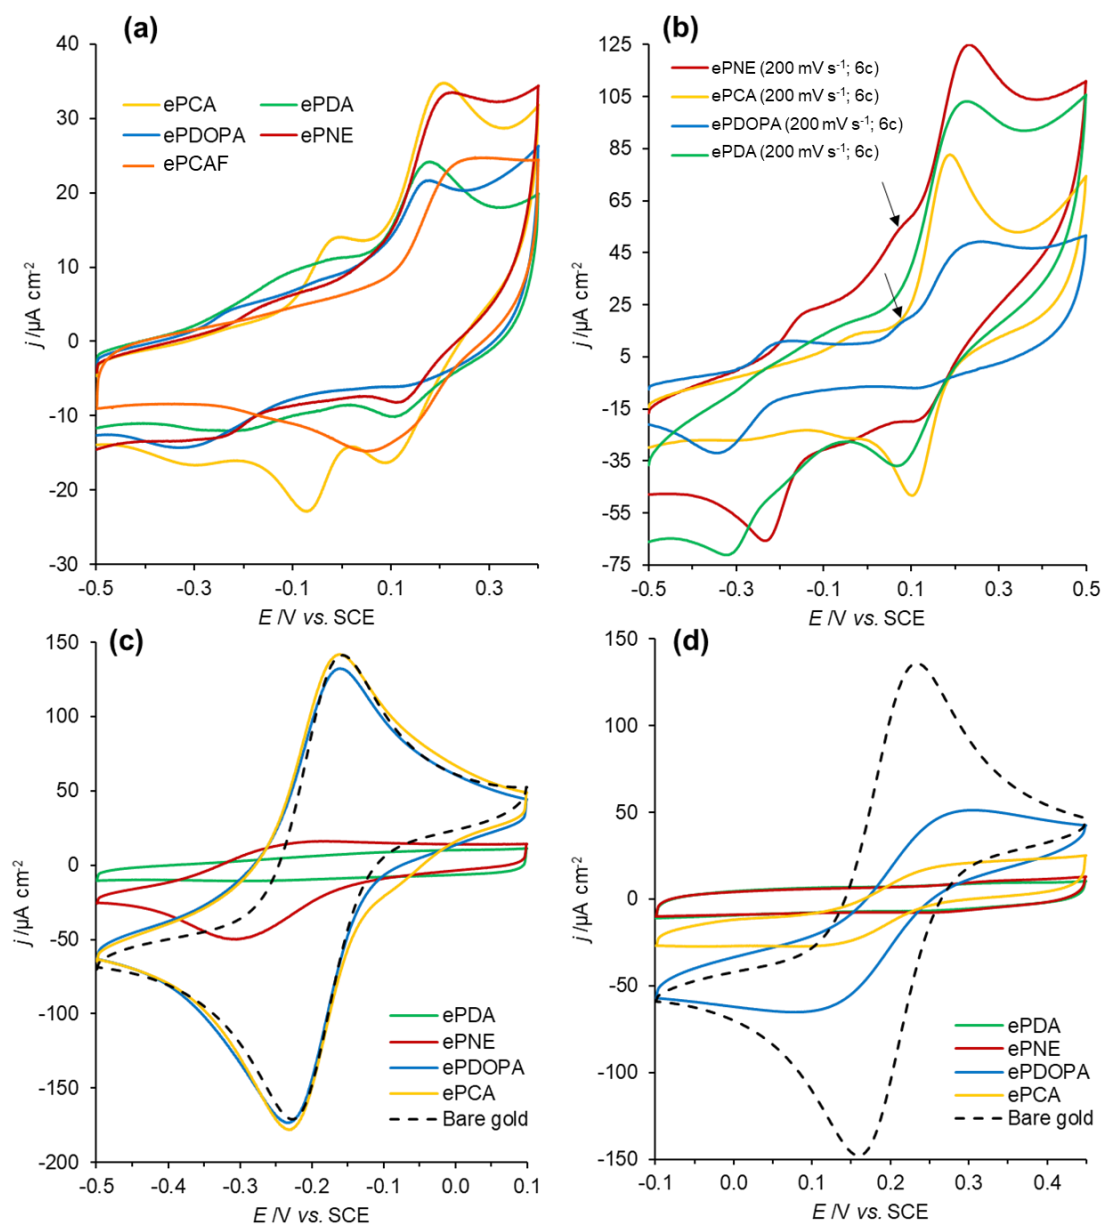 (a)
40
30
20
10
0
-10
-20
-30
j /µA cm⁻²
ePCA
ePDA
ePDOPA
ePNE
ePCAF
-0.5 -0.3 -0.1 0.1 0.3
E /V vs. SCE
(b)
125
105
85
65
45
25
5
-15
-35
-55
-75
j /µA cm⁻²
ePNE (200 mV s⁻¹; 6c)
ePCA (200 mV s⁻¹; 6c)
ePDOPA (200 mV s⁻¹; 6c)
ePDA (200 mV s⁻¹; 6c)
-0.5 -0.3 -0.1 0.1 0.3 0.5
E /V vs. SCE
(c)
150
100
50
0
-50
-100
-150
-200
j /µA cm⁻²
ePDA
ePNE
ePDOPA
ePCA
Bare gold
-0.5 -0.4 -0.3 -0.2 -0.1 0.0 0.1
E /V vs. SCE
(d)
150
100
50
0
-50
-100
-150
j /µA cm⁻²
ePDA
ePNE
ePDOPA
ePCA
Bare gold
-0.1 0.0 0.1 0.2 0.3 0.4
E /V vs. SCE